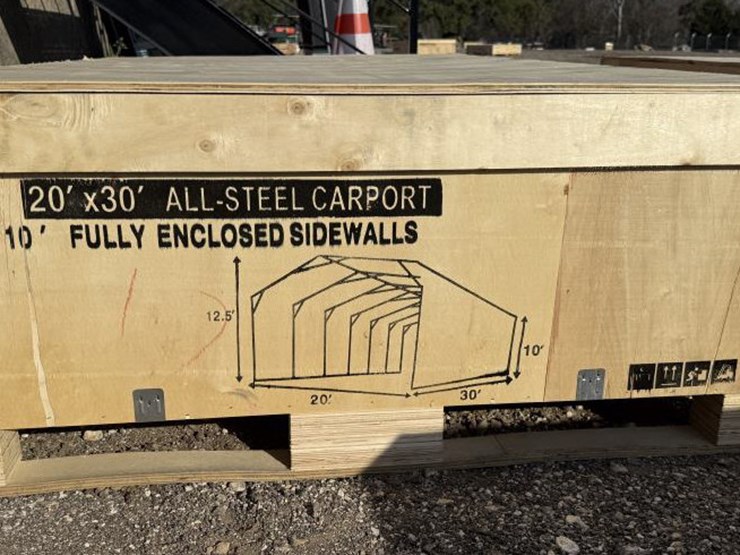 20' x30' ALL-STEEL CARPORT
10' FULLY ENCLOSED SIDEWALLS
12.5'
10'
20'
30'